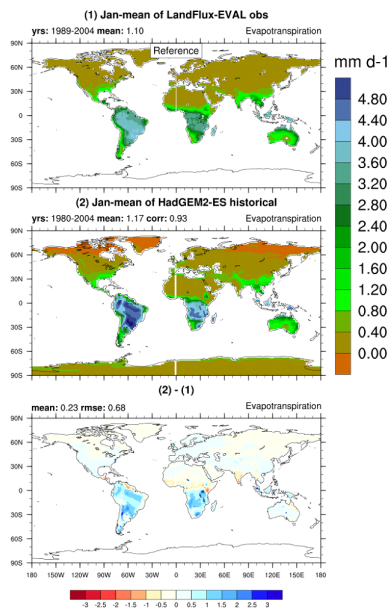 (1) Jan-mean of LandFlux-EVAL obs
yrs: 1989-2004 mean: 1.10 Evapotranspiration
Reference
90N
60N
30N
0
30S
60S
90S
mm d-1
4.80
4.40
4.00
3.60
3.20
2.80
2.40
2.00
1.60
1.20
0.80
0.40
0.00
(2) Jan-mean of HadGEM2-ES historical
yrs: 1980-2004 mean: 1.17 corr: 0.93 Evapotranspiration
90N
60N
30N
0
30S
60S
90S
(2) - (1)
mean: 0.23 rmse: 0.68 Evapotranspiration
90N
60N
30N
0
30S
60S
90S
180 150W 120W 90W 60W 30W 0 30E 60E 90E 120E 150E 180
-3 -2.5 -2 -1.5 -1 -0.5 0 0.5 1 1.5 2 2.5 3